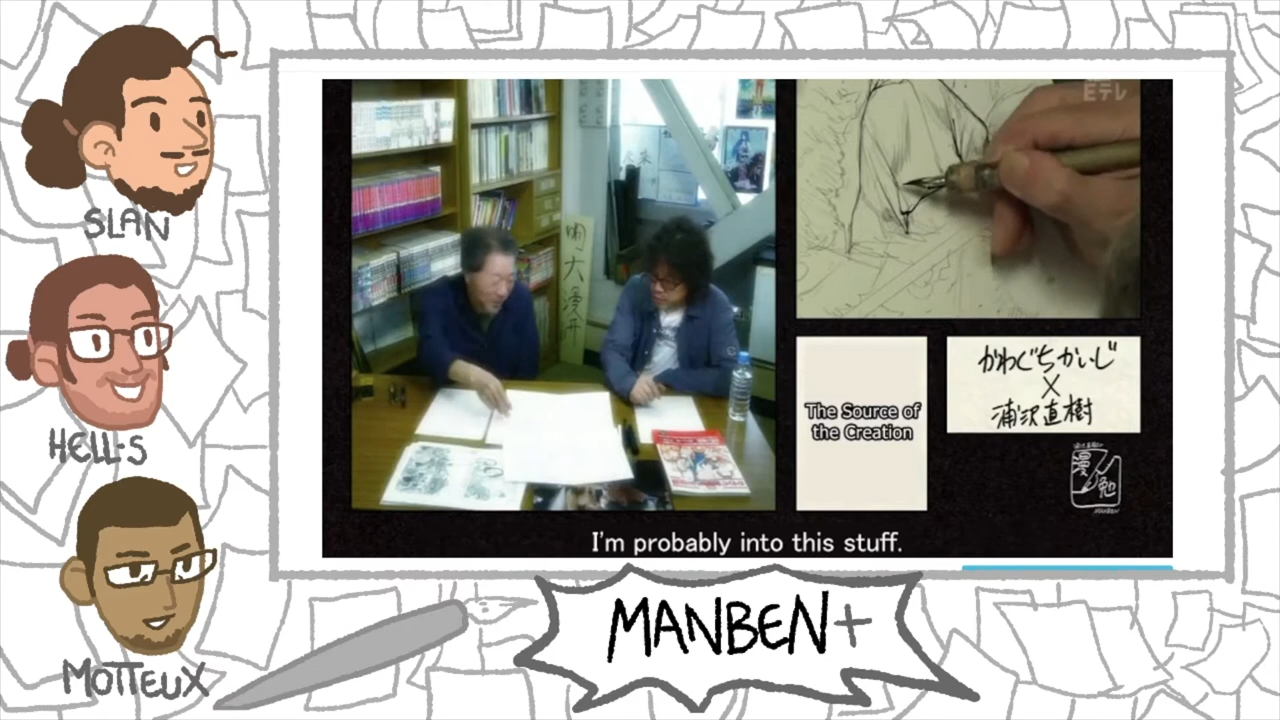 SLAN
HELL-S
MOTTEUX
Eテレ
The Source of
the Creation
かわぐちかいじ
×
浦沢直樹
漫
勉
MANBEN
I'm probably into this stuff.
MANBEN+